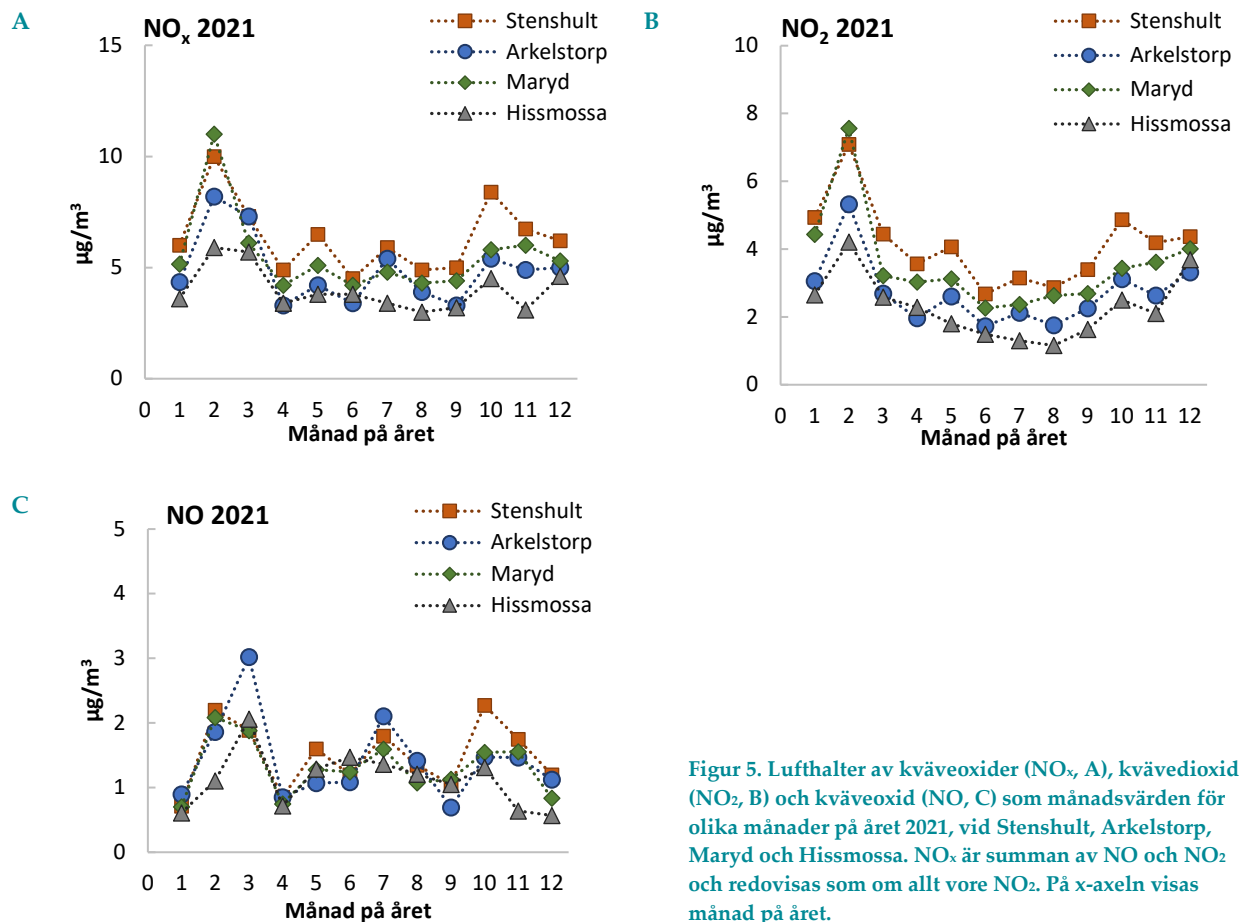 A
NOₓ 2021
Stenshult
Arkelstorp
Maryd
Hissmossa
15
10
5
0
µg/m³
0 1 2 3 4 5 6 7 8 9 10 11 12
Månad på året
B
NO₂ 2021
Stenshult
Arkelstorp
Maryd
Hissmossa
10
8
6
4
2
0
µg/m³
0 1 2 3 4 5 6 7 8 9 10 11 12
Månad på året
C
NO 2021
Stenshult
Arkelstorp
Maryd
Hissmossa
5
4
3
2
1
0
µg/m³
0 1 2 3 4 5 6 7 8 9 10 11 12
Månad på året
Figur 5. Lufthalter av kväveoxider (NOₓ, A), kvävedioxid
(NO₂, B) och kväveoxid (NO, C) som månadsvärden för
olika månader på året 2021, vid Stenshult, Arkelstorp,
Maryd och Hissmossa. NOₓ är summan av NO och NO₂
och redovisas som om allt vore NO₂. På x-axeln visas
månad på året.